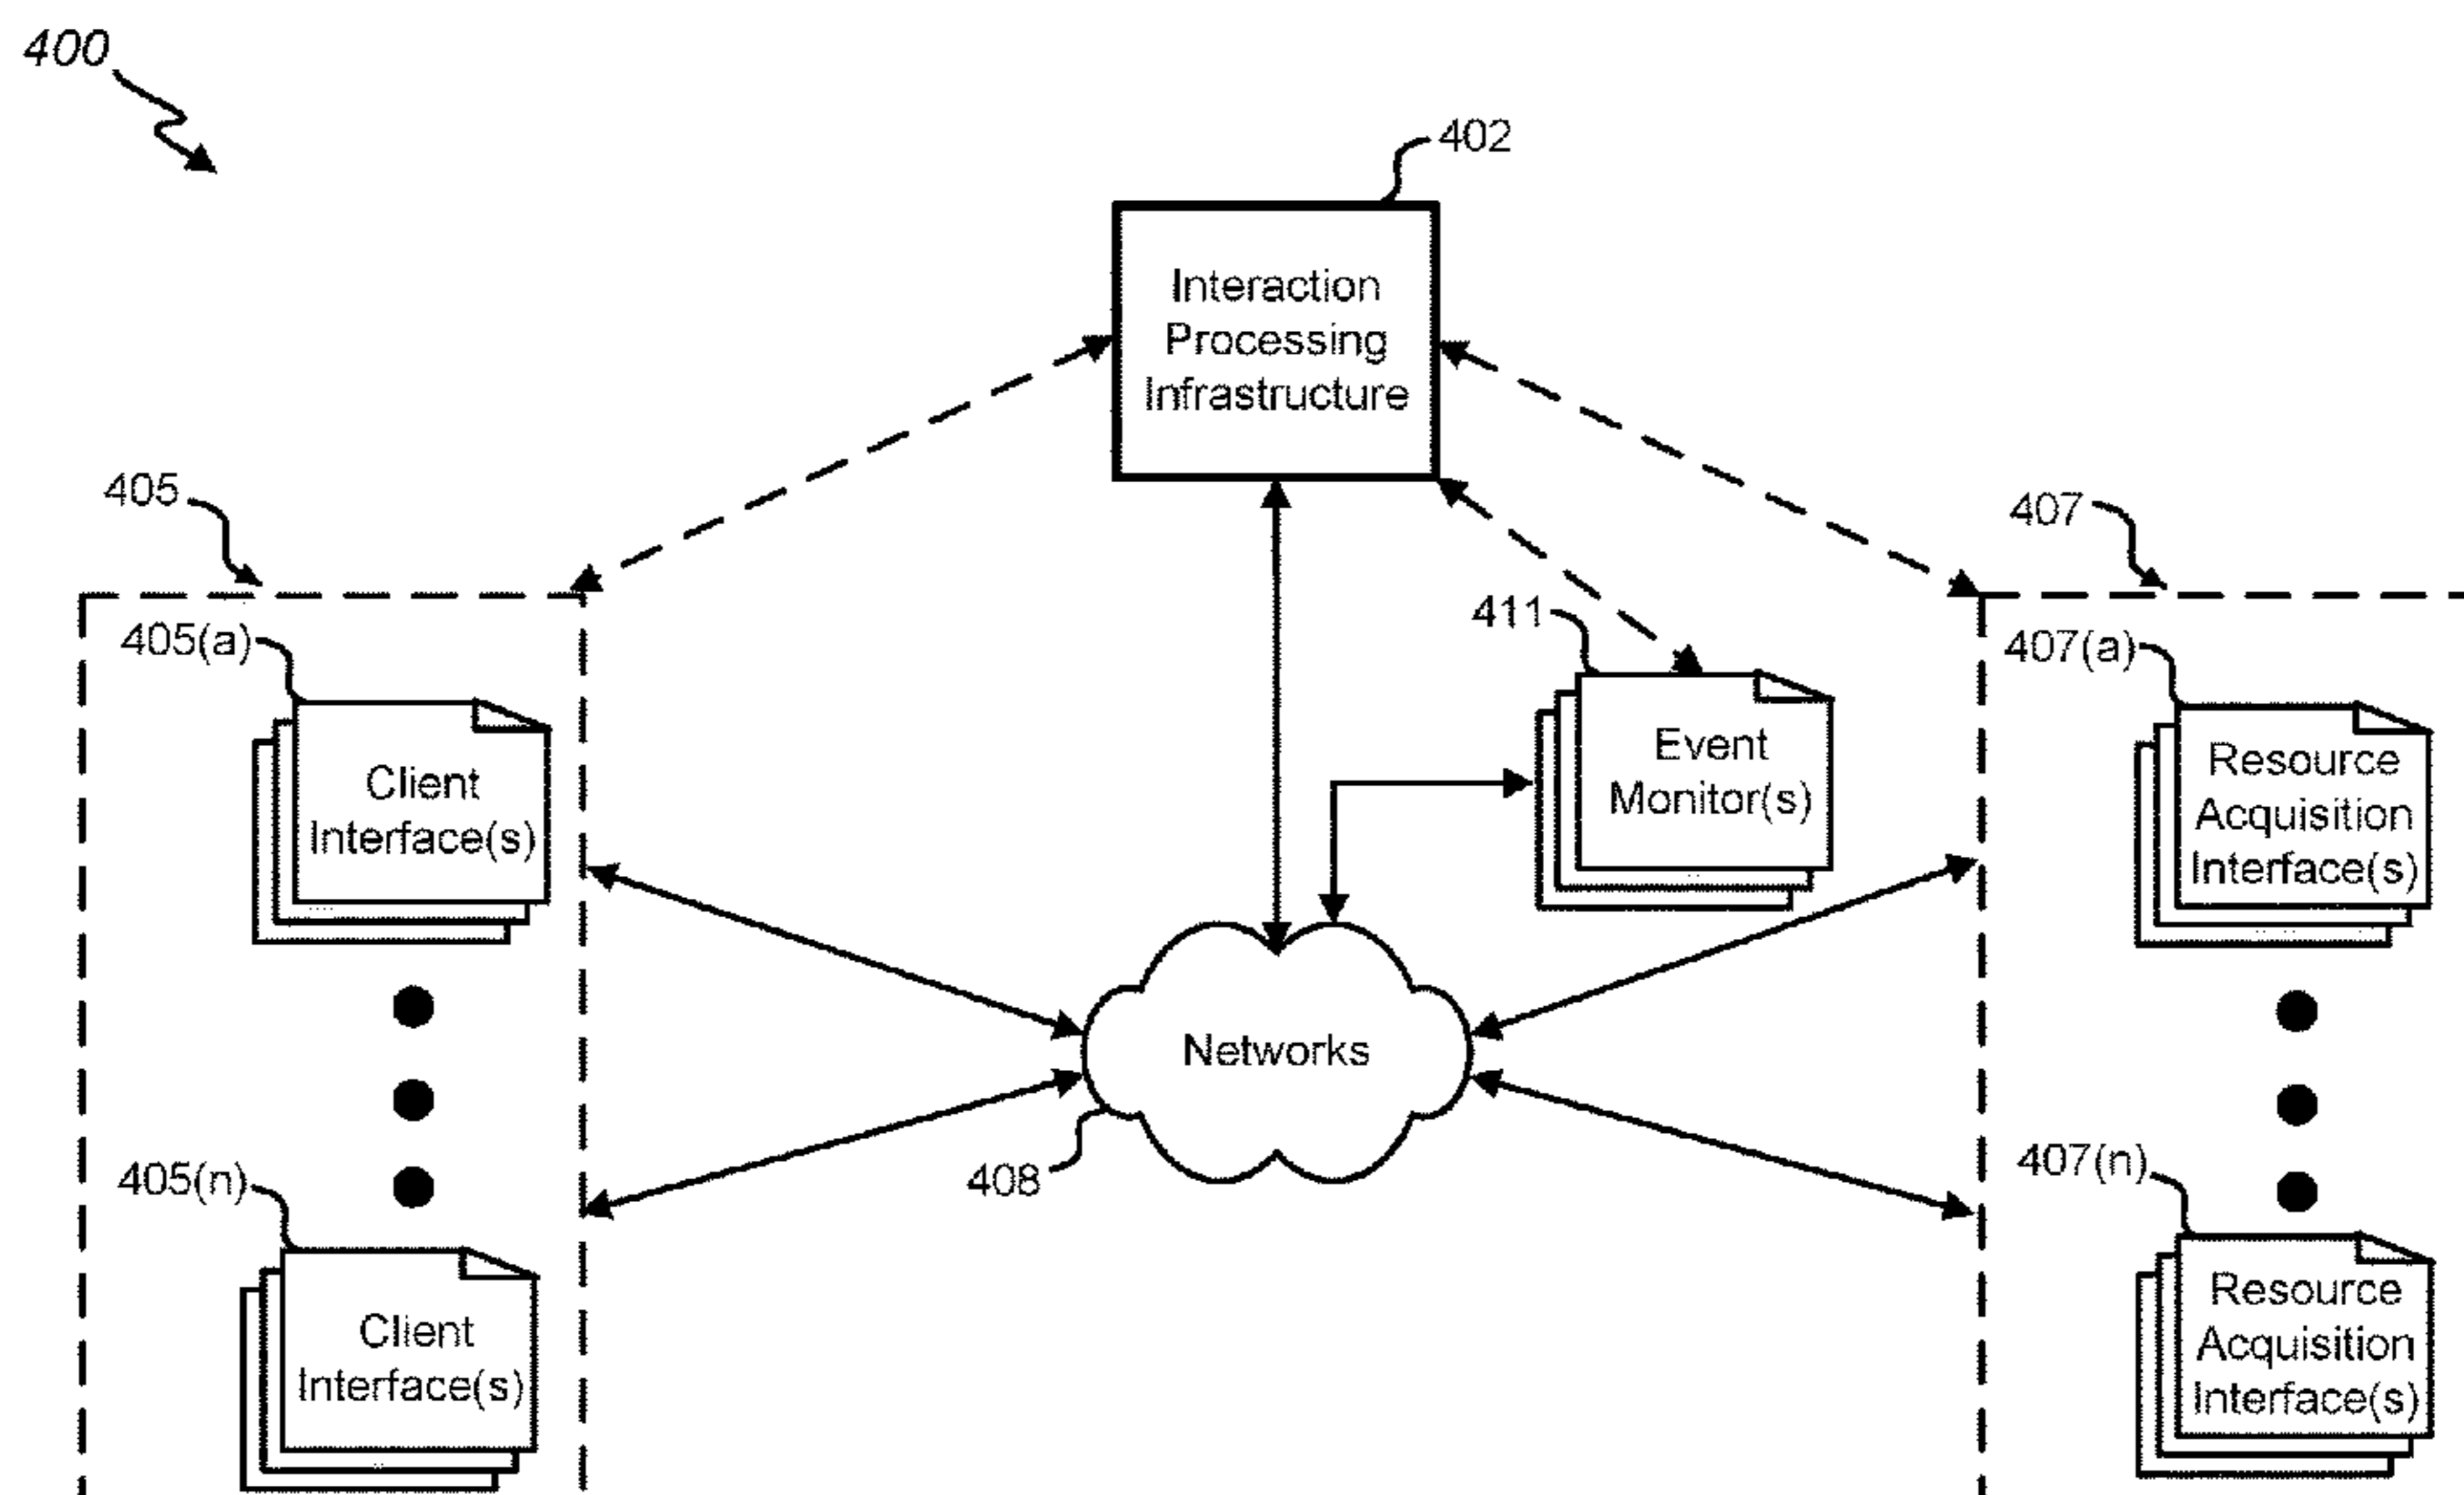 400
402
Interaction
Processing
Infrastructure
405
407
411
405(a)
407(a)
Client
Interface(s)
Event
Monitor(s)
Resource
Acquisition
Interface(s)
Networks
408
405(n)
407(n)
Client
Interface(s)
Resource
Acquisition
Interface(s)